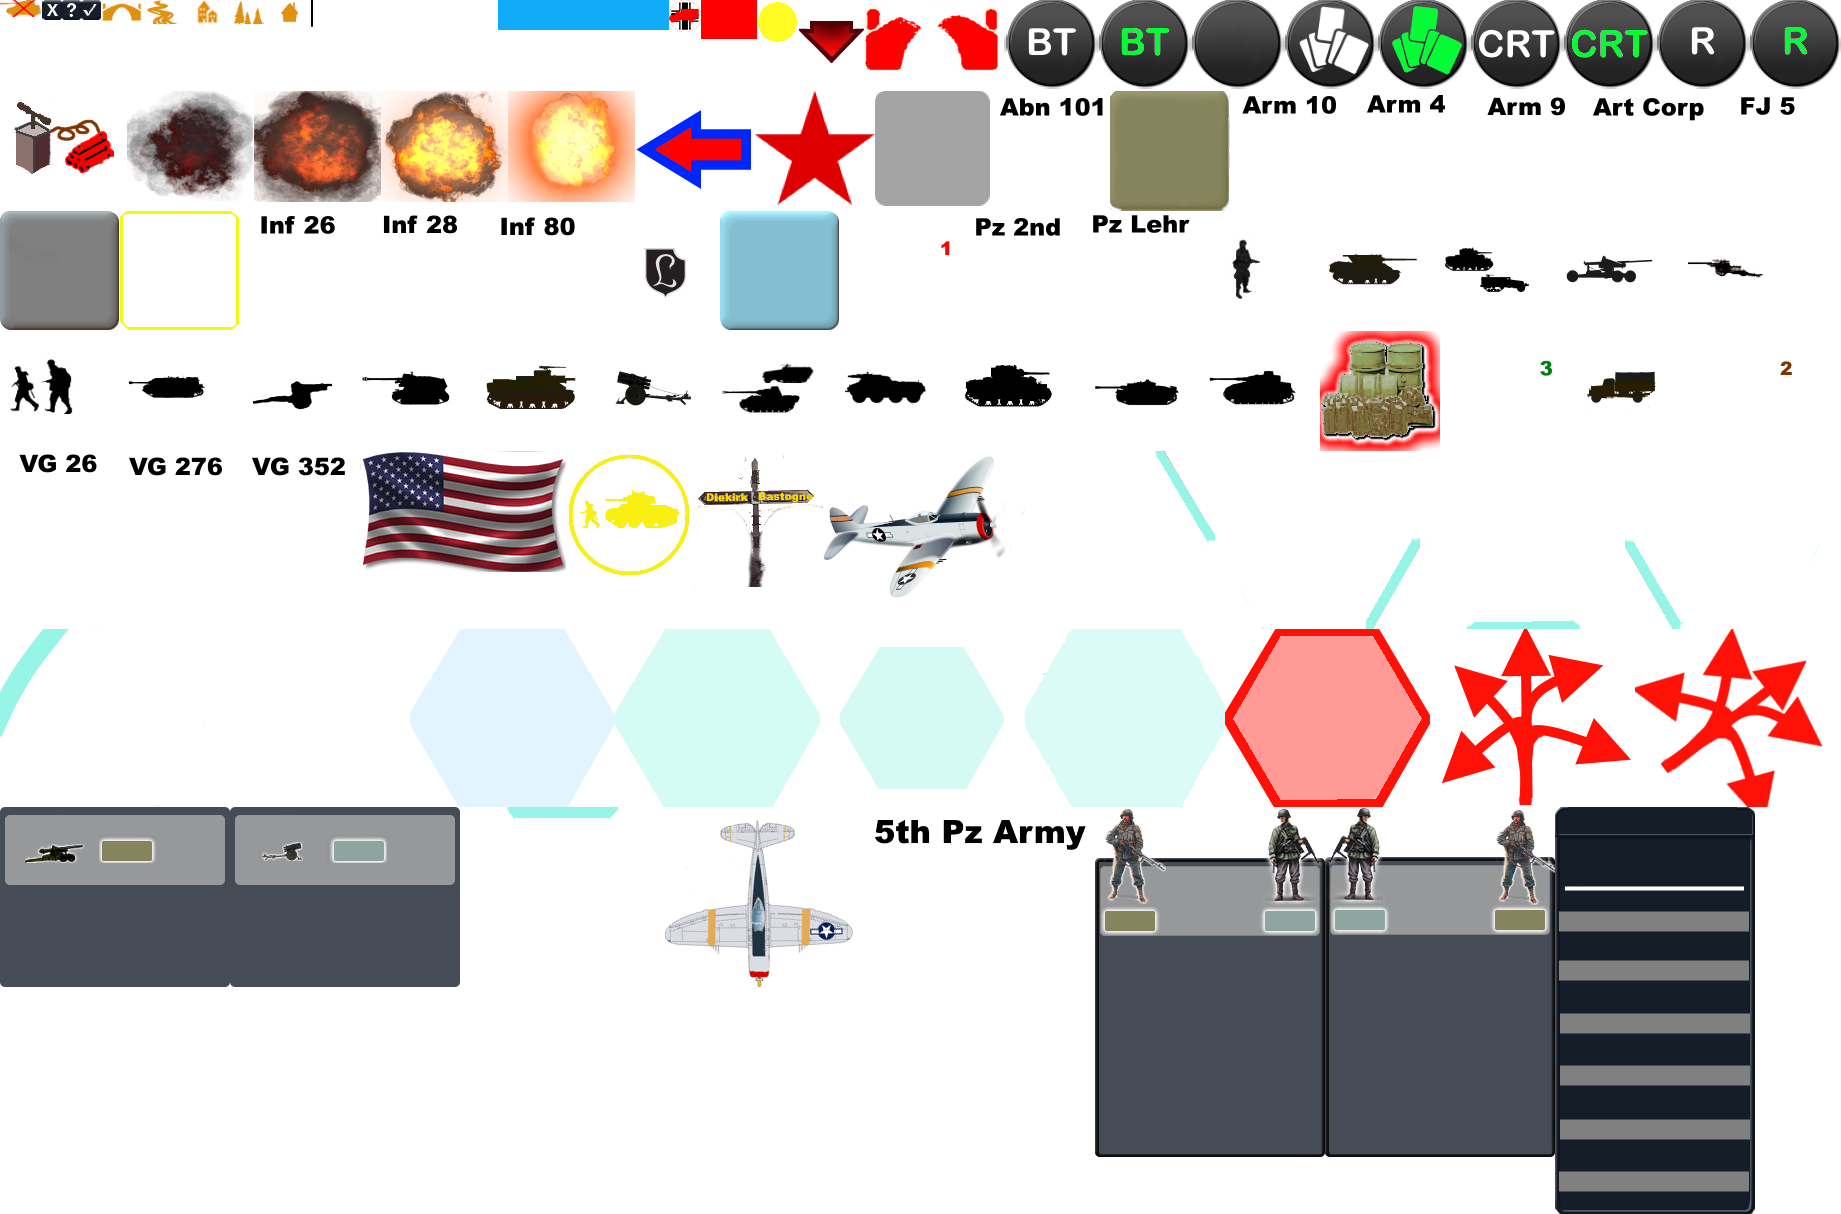 X ? ✓
BT BT CRT CRT R R
Abn 101 Arm 10 Arm 4 Arm 9 Art Corp FJ 5
Inf 26 Inf 28 Inf 80 Pz 2nd Pz Lehr
L 1
3 2
VG 26 VG 276 VG 352
Diekirk Bastogne
5th Pz Army